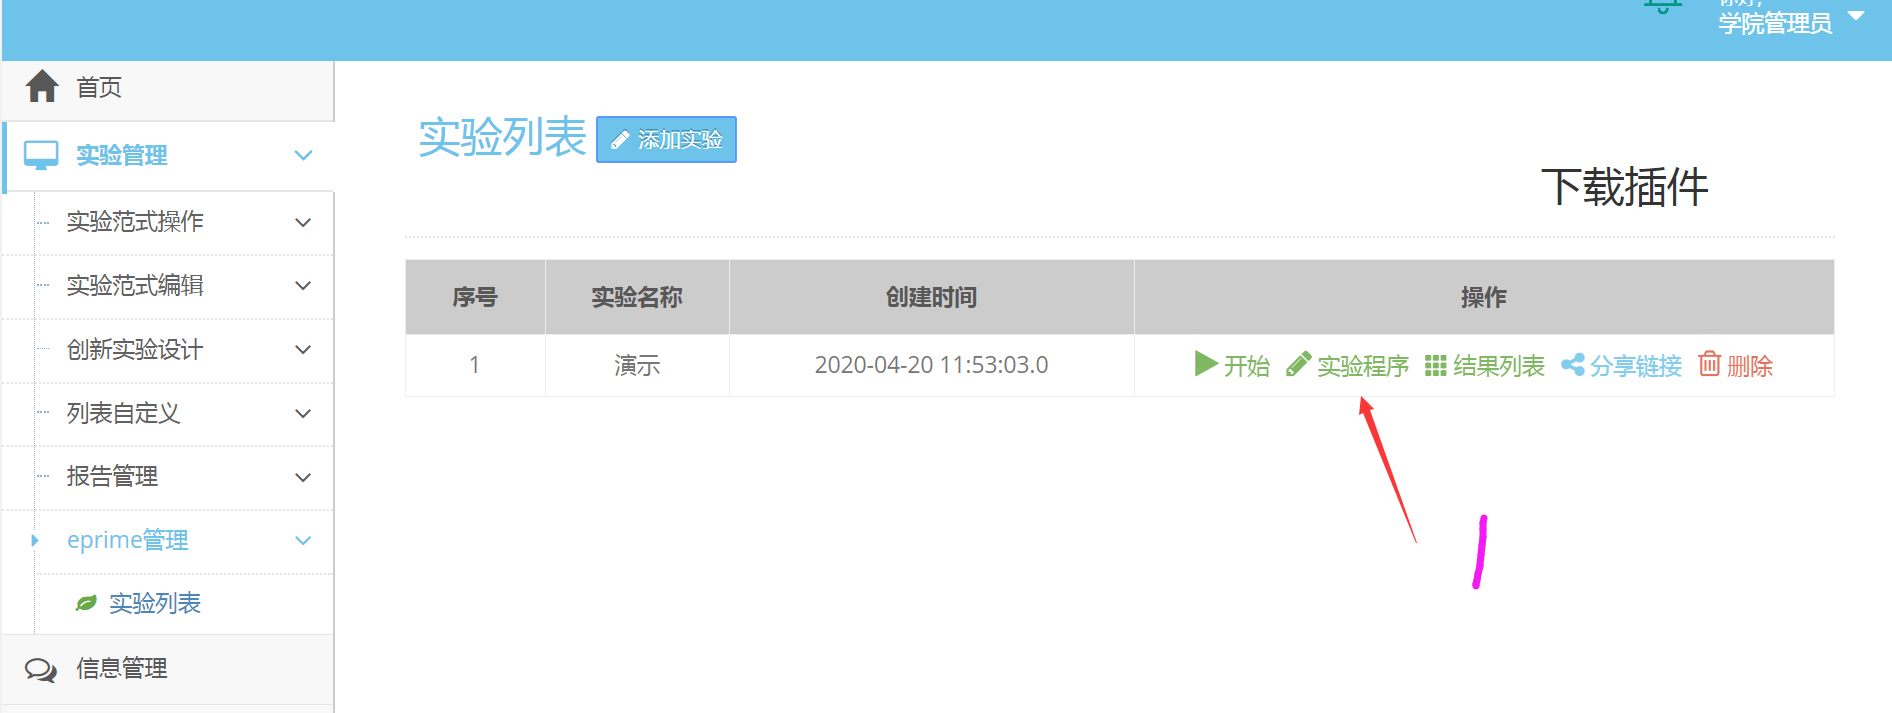 你好，
学院管理员
首页
实验管理
实验范式操作
实验范式编辑
创新实验设计
列表自定义
报告管理
eprime管理
实验列表
信息管理
实验列表 添加实验
下载插件
序号 实验名称 创建时间 操作
1 演示 2020-04-20 11:53:03.0 开始 实验程序 结果列表 分享链接 删除